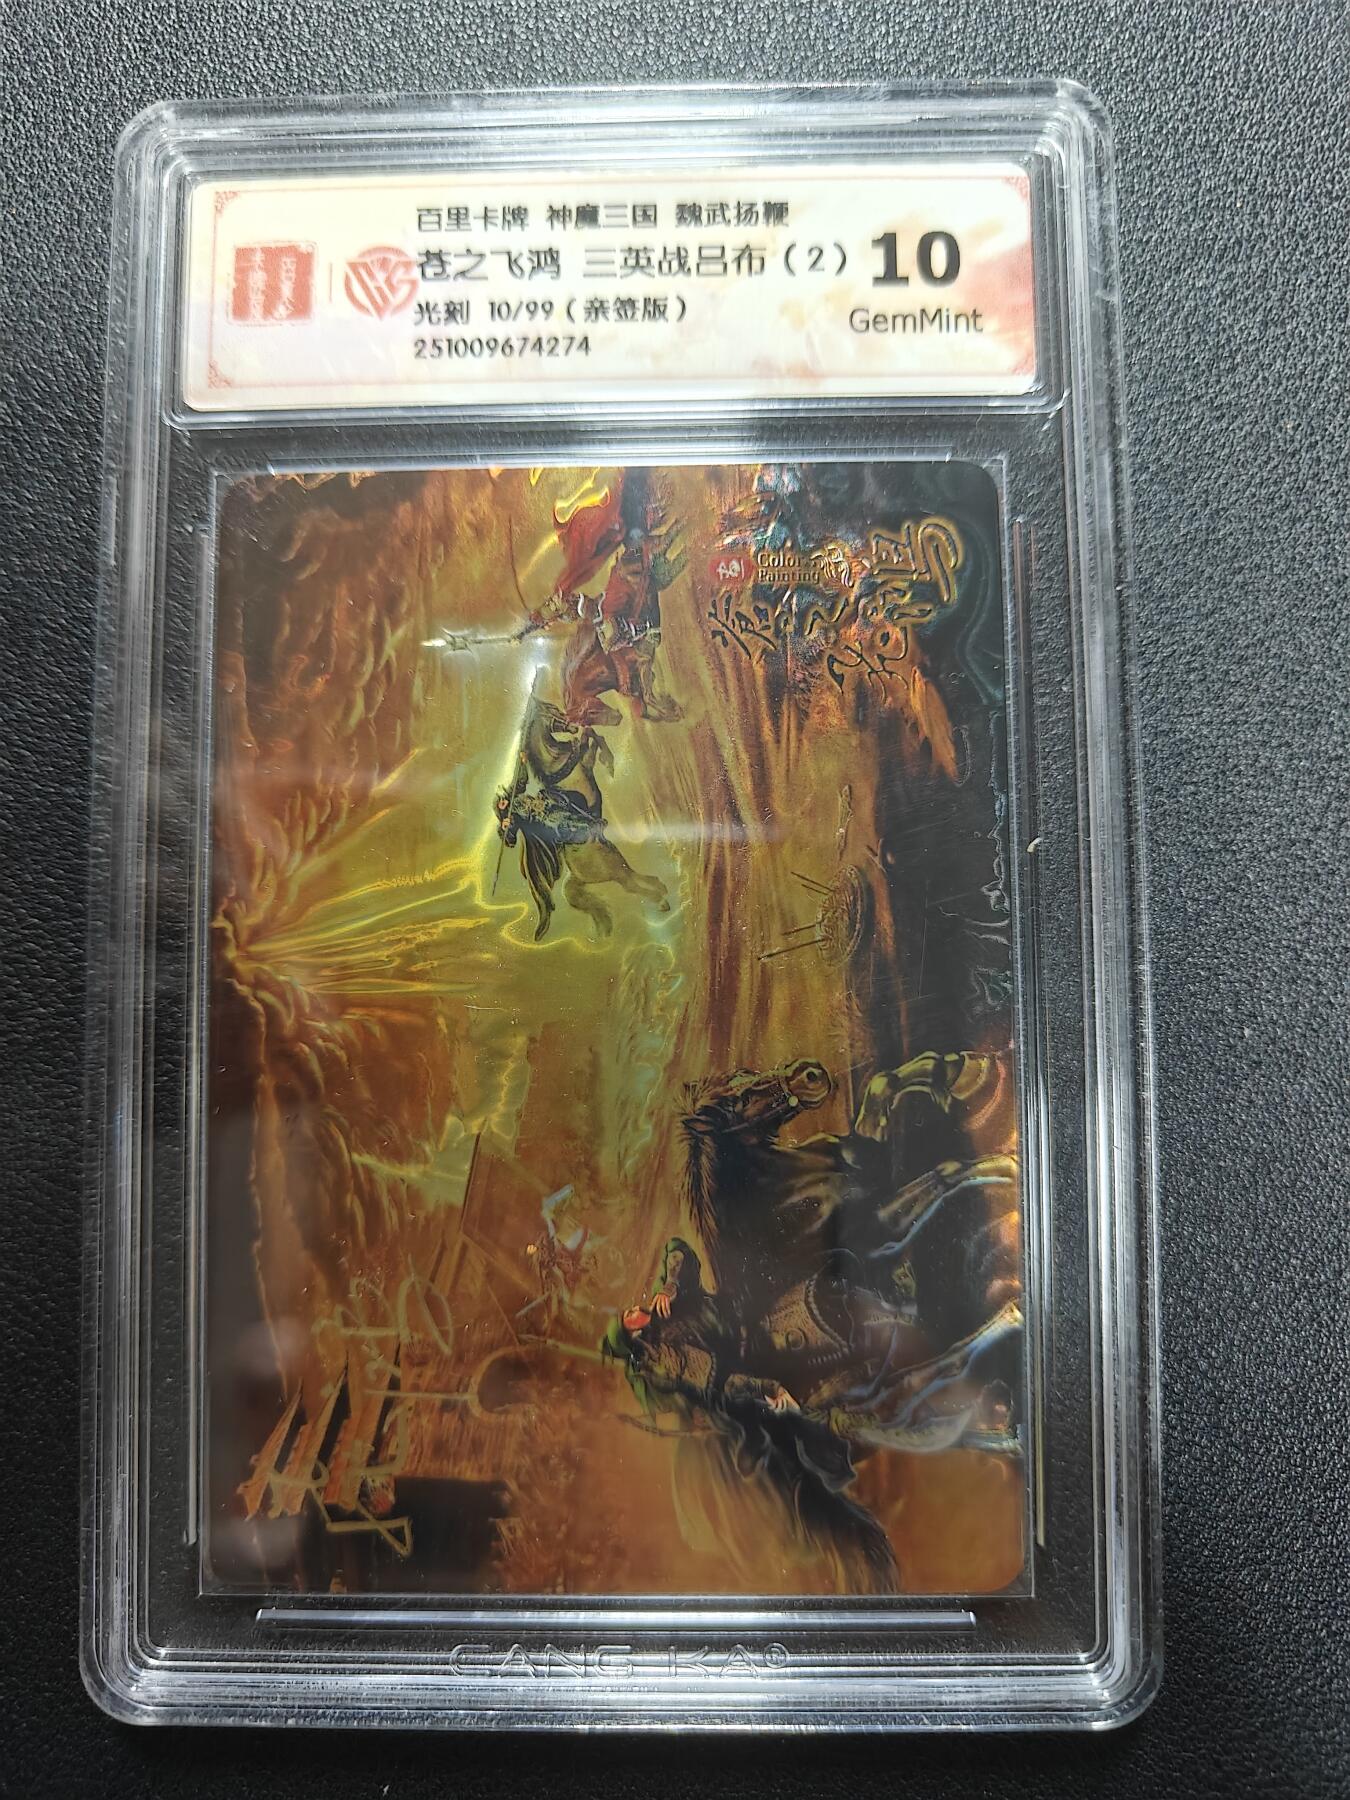 百里卡牌 神魔三国 魏武扬鞭
苍之飞鸿 三英战吕布（2）
光刻 10/99（亲签版）
251009674274
10
GemMint
Color
Painting
CANG KA®